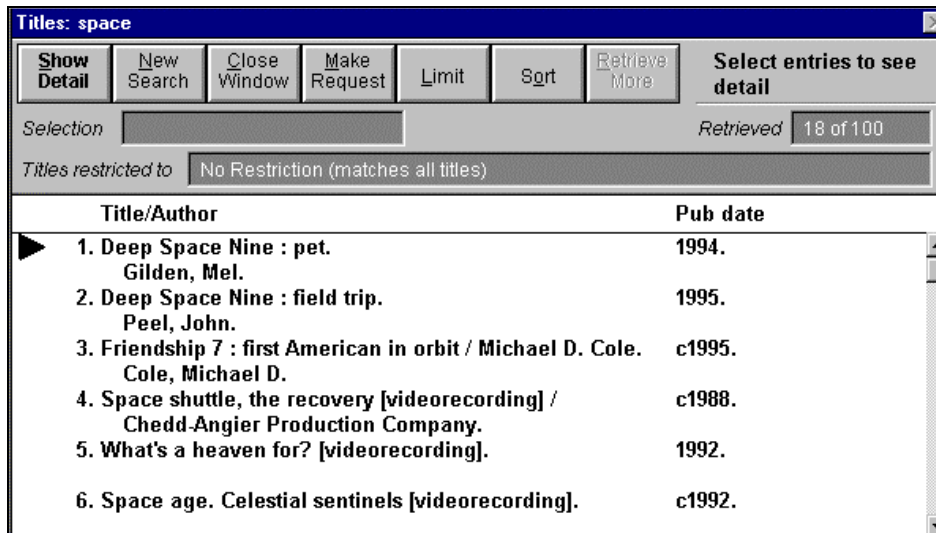 Titles: space
Show Detail
New Search
Close Window
Make Request
Limit
Sort
Retrieve More
Select entries to see detail
Selection
Retrieved 18 of 100
Titles restricted to No Restriction (matches all titles)
Title/Author Pub date
1. Deep Space Nine : pet. 1994.
Gilden, Mel.
2. Deep Space Nine : field trip. 1995.
Peel, John.
3. Friendship 7 : first American in orbit / Michael D. Cole. c1995.
Cole, Michael D.
4. Space shuttle, the recovery [videorecording] / c1988.
Chedd-Angier Production Company.
5. What's a heaven for? [videorecording]. 1992.
6. Space age. Celestial sentinels [videorecording]. c1992.